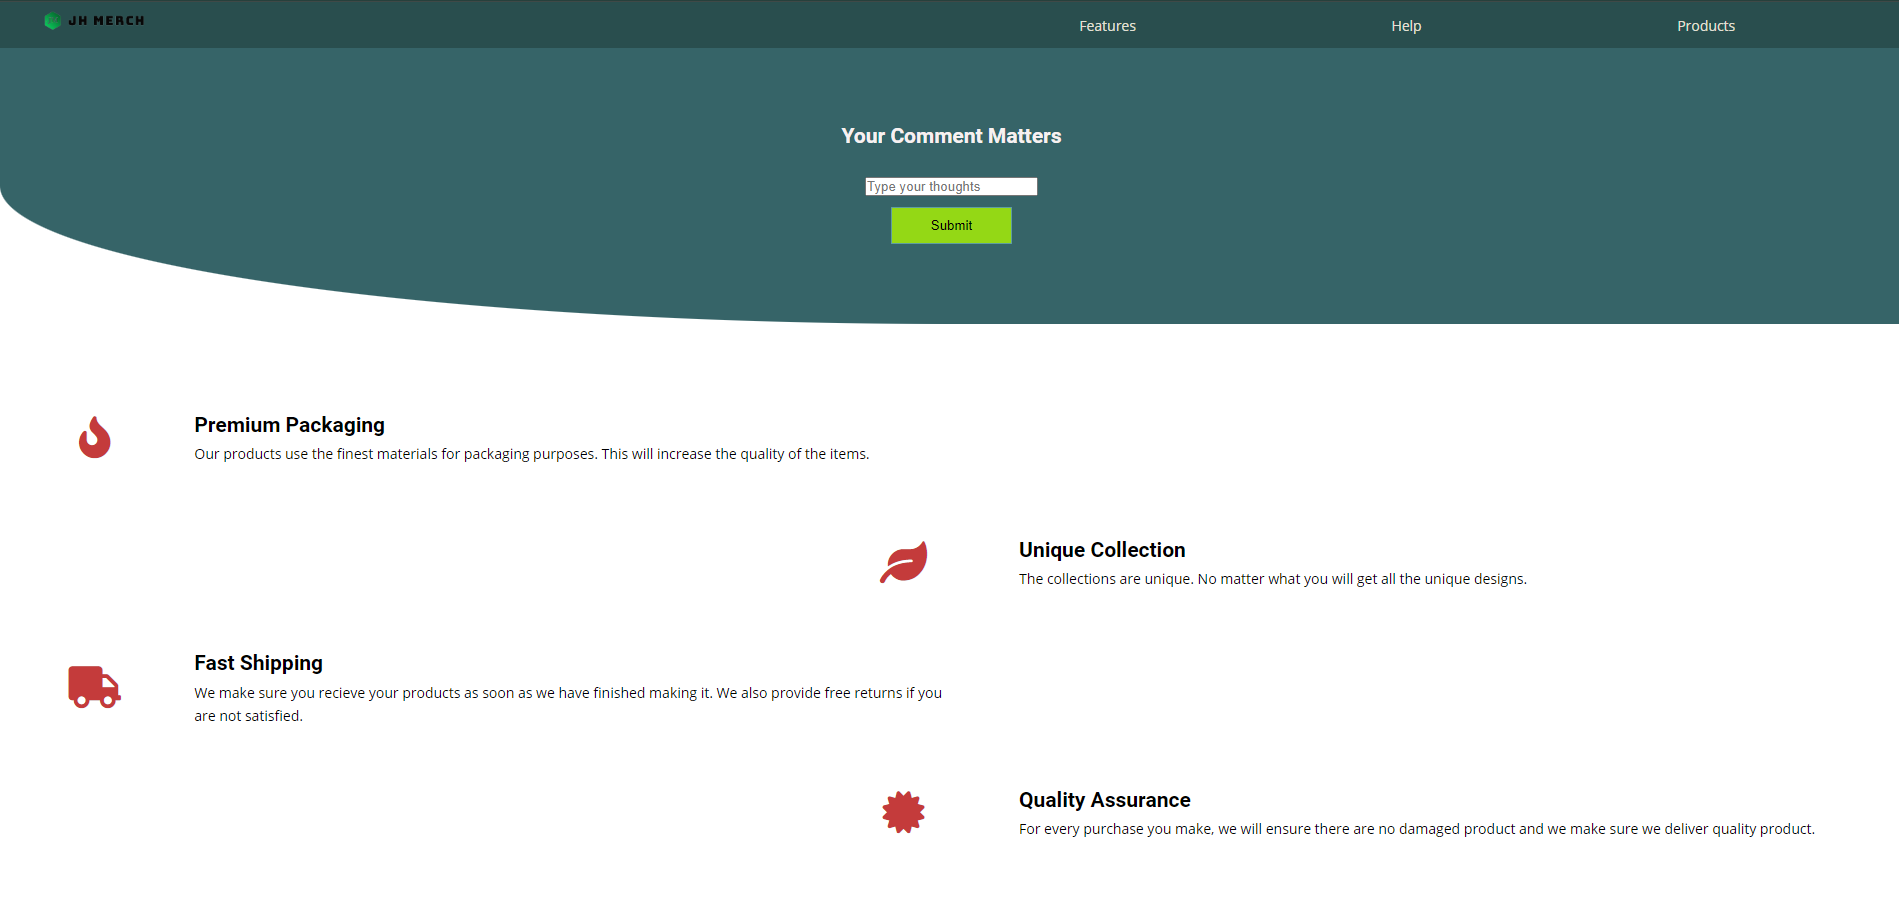 JH MERCH
Features
Help
Products
Your Comment Matters
Type your thoughts
Submit
Premium Packaging
Our products use the finest materials for packaging purposes. This will increase the quality of the items.
Unique Collection
The collections are unique. No matter what you will get all the unique designs.
Fast Shipping
We make sure you recieve your products as soon as we have finished making it. We also provide free returns if you
are not satisfied.
Quality Assurance
For every purchase you make, we will ensure there are no damaged product and we make sure we deliver quality product.